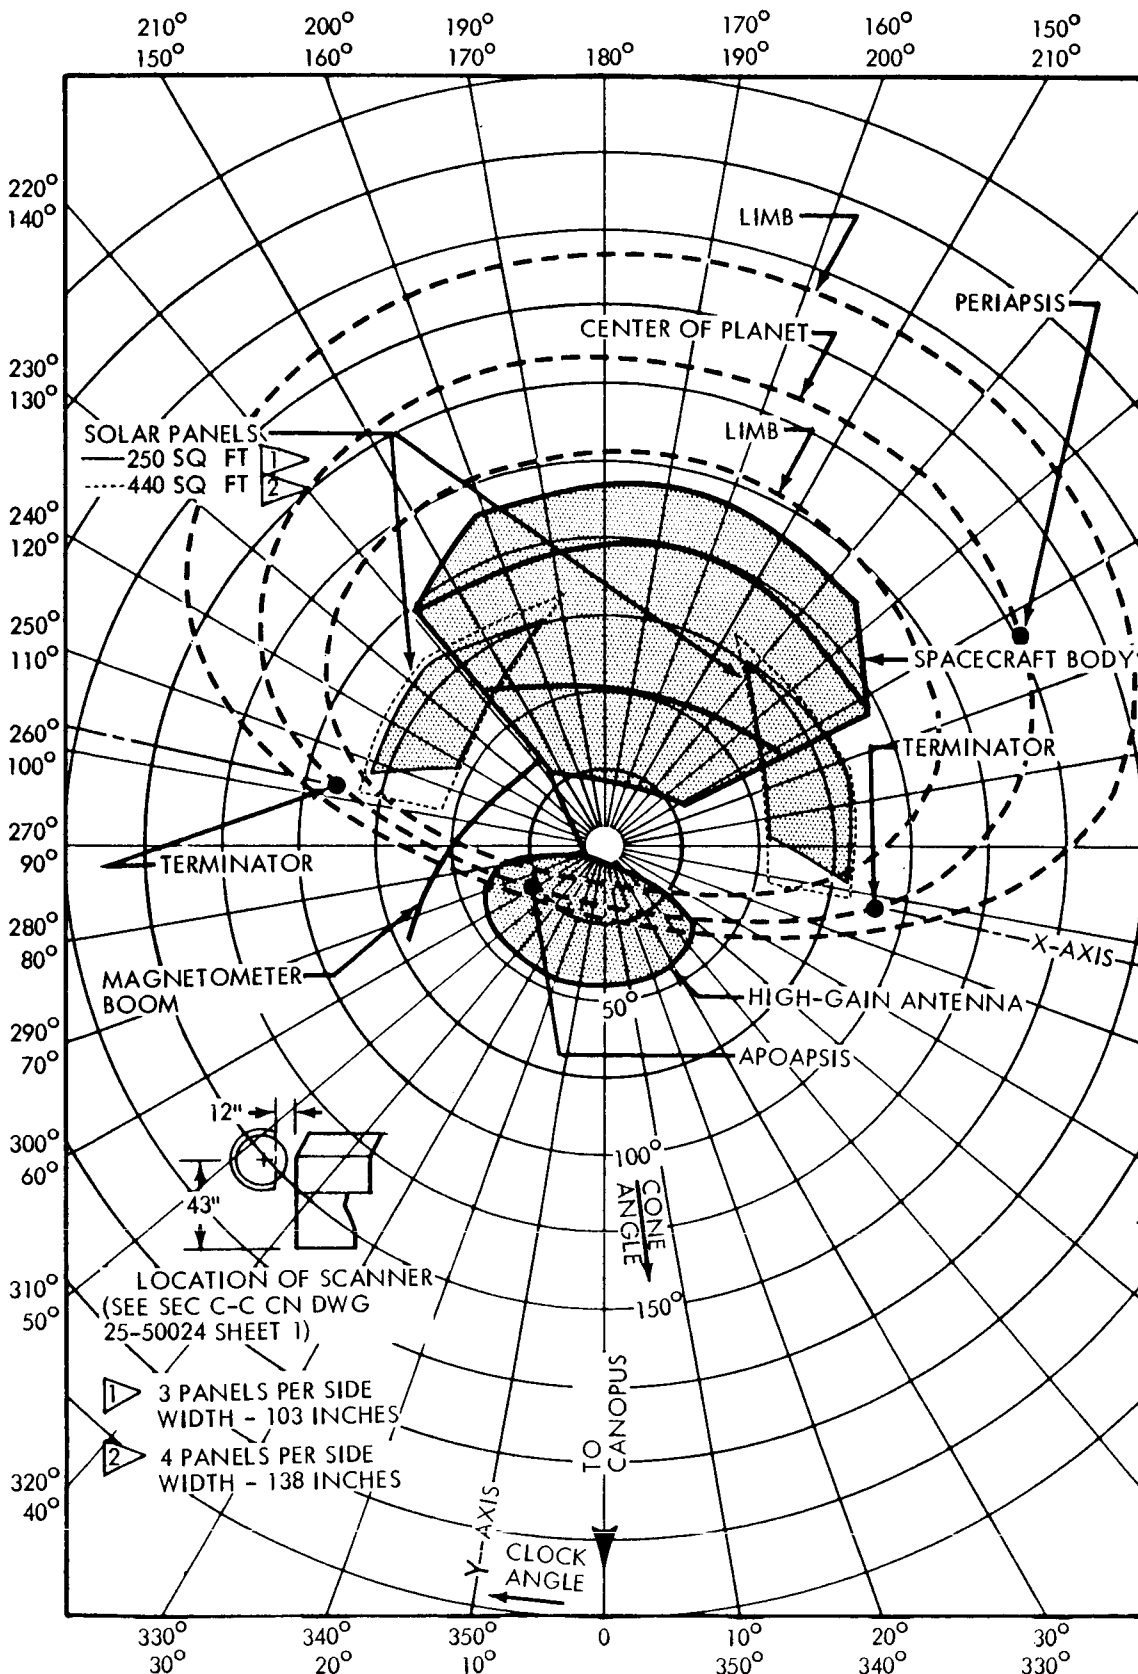 210° 200° 170° 160° 150°
150° 160° 170° 180° 190° 200° 210°
220°
140°
LIMB
PERIAPSIS
CENTER OF PLANET
230°
130°
SOLAR PANELS
250 SQ FT 1
440 SQ FT 2
LIMB
240°
120°
250°
110°
SPACECRAFT BODY
260°
100°
TERMINATOR
270°
90°
TERMINATOR
280°
80°
X-AXIS
MAGNETOMETER
BOOM
50°
HIGH-GAIN ANTENNA
290°
70°
APOAPSIS
12"
300°
60°
100°
43"
CONE
ANGLE
LOCATION OF SCANNER
(SEE SEC C-C CN DWG
25-50024 SHEET 1)
310°
50°
150°
1 3 PANELS PER SIDE
WIDTH - 103 INCHES
TO
CANOPUS
2 4 PANELS PER SIDE
WIDTH - 138 INCHES
320°
40°
Y-AXIS
CLOCK
ANGLE
330° 340° 350° 0 10° 20° 30°
30° 20° 10° 350° 340° 330°